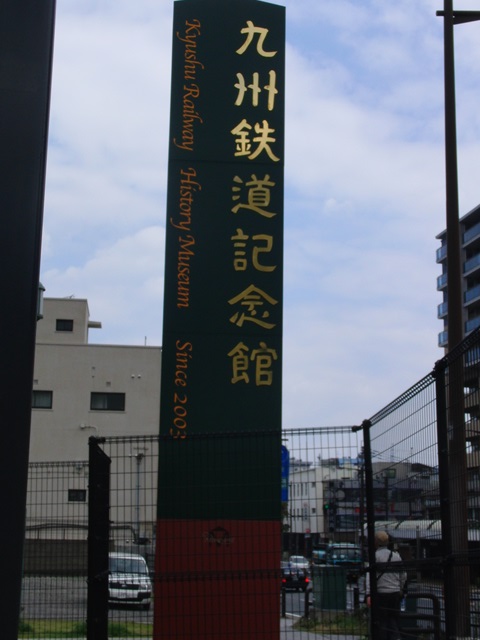 九州鉄道記念館
Kyushu Railway History Museum Since 2003